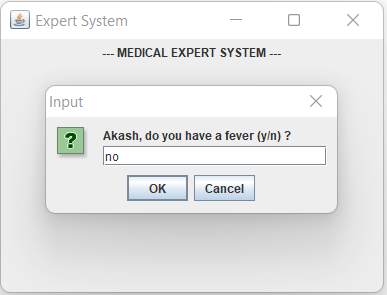 Expert System
--- MEDICAL EXPERT SYSTEM ---
Input
?
Akash, do you have a fever (y/n) ?
no
OK Cancel